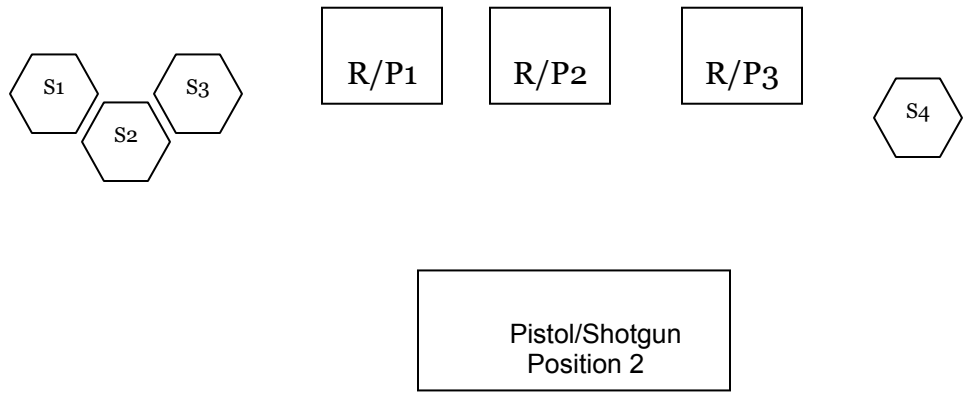 S1
S2
S3
R/P1
R/P2
R/P3
S4
Pistol/Shotgun
Position 2